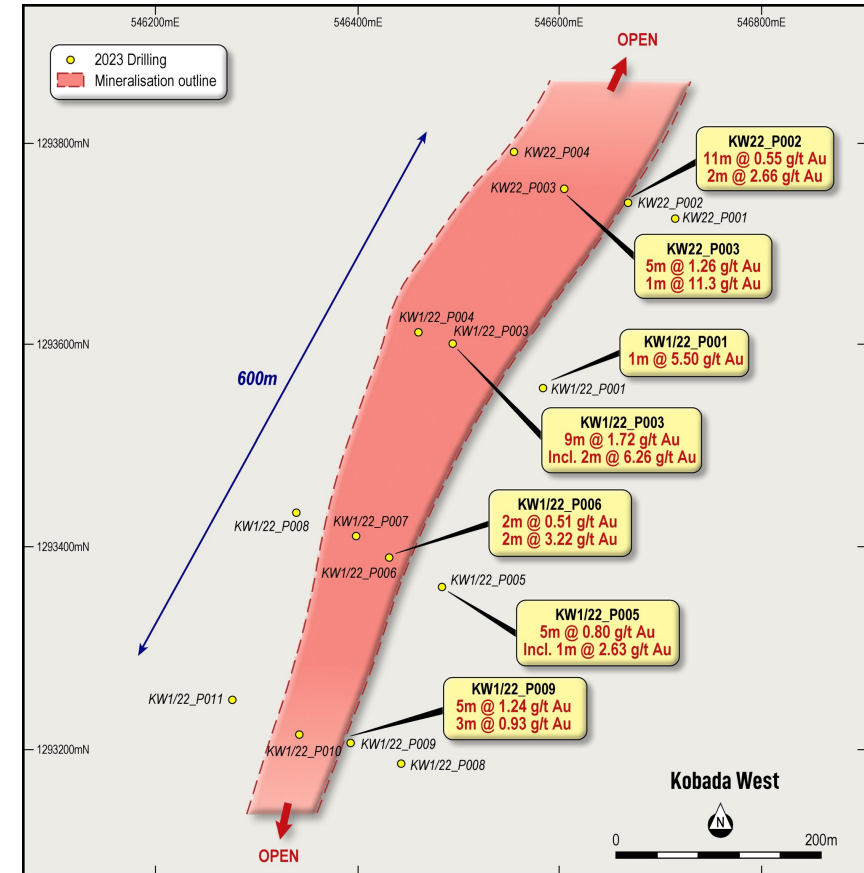 546200mE
546400mE
546600mE
546800mE
OPEN
2023 Drilling
Mineralisation outline
1293800mN
KW22_P004
KW22_P002
11m @ 0.55 g/t Au
2m @ 2.66 g/t Au
KW22_P003
KW22_P002
KW22_P001
KW22_P003
5m @ 1.26 g/t Au
1m @ 11.3 g/t Au
KW1/22_P004
KW1/22_P003
1293600mN
KW1/22_P001
1m @ 5.50 g/t Au
600m
KW1/22_P001
KW1/22_P003
9m @ 1.72 g/t Au
Incl. 2m @ 6.26 g/t Au
KW1/22_P008
KW1/22_P007
KW1/22_P006
2m @ 0.51 g/t Au
2m @ 3.22 g/t Au
1293400mN
KW1/22_P006
KW1/22_P005
KW1/22_P005
5m @ 0.80 g/t Au
Incl. 1m @ 2.63 g/t Au
KW1/22_P011
KW1/22_P009
5m @ 1.24 g/t Au
3m @ 0.93 g/t Au
1293200mN
KW1/22_P010
KW1/22_P009
KW1/22_P008
Kobada West
N
0
200m
OPEN